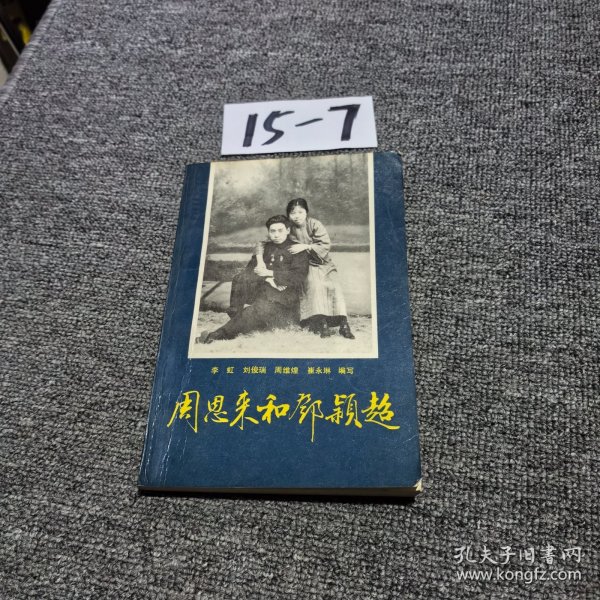 15-7
李 虹 刘俊瑞 周维煌 崔永琳 编写
周恩来和邓颖超
孔夫子旧书网
www.kongfz.com